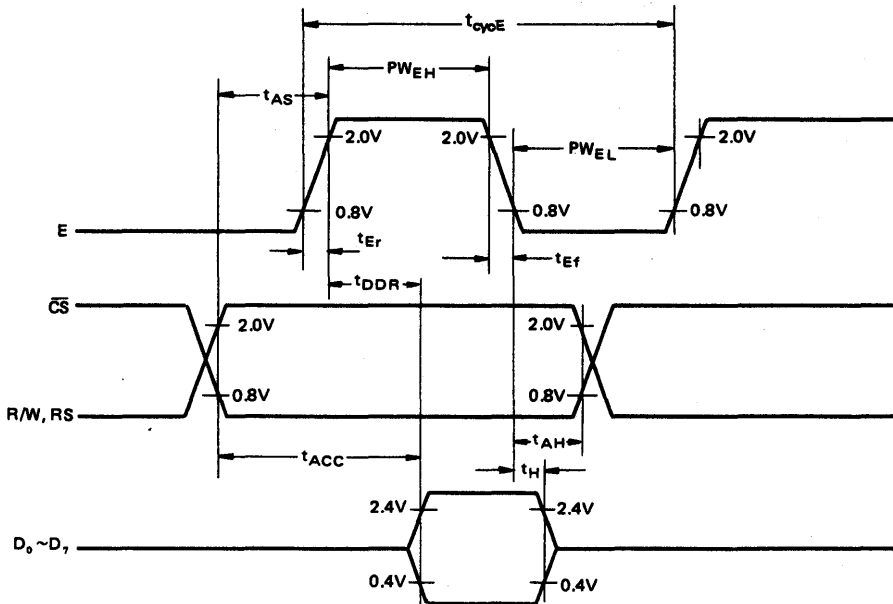 tcycE
PWEH
tAS
2.0V 2.0V PWEL 2.0V
0.8V 0.8V 0.8V
E
tEr tEf
tDDR
CS
2.0V 2.0V
0.8V 0.8V
R/W, RS
tAH
tACC tH
2.4V 2.4V
D0 ~D7
0.4V 0.4V